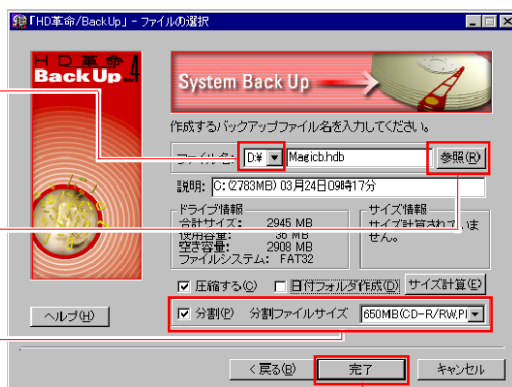 「HD革命/BackUp」 - ファイルの選択
HD革命
Back Up 4
System Back Up
作成するバックアップファイル名を入力してください。
ファイル名: D:¥ Magicb.hdb 参照(R)
説明: C:(2783MB) 03月24日09時17分
ドライブ情報
合計サイズ: 2945 MB
使用容量: 36 MB
空き容量: 2908 MB
ファイルシステム: FAT32
サイズ情報
サイズ計算されていま
せん。
圧縮する(C) 日付フォルダ作成(D) サイズ計算(E)
分割(P) 分割ファイルサイズ 650MB(CD-R/RW,P
ヘルプ(H)
< 戻る(B) 完了 キャンセル